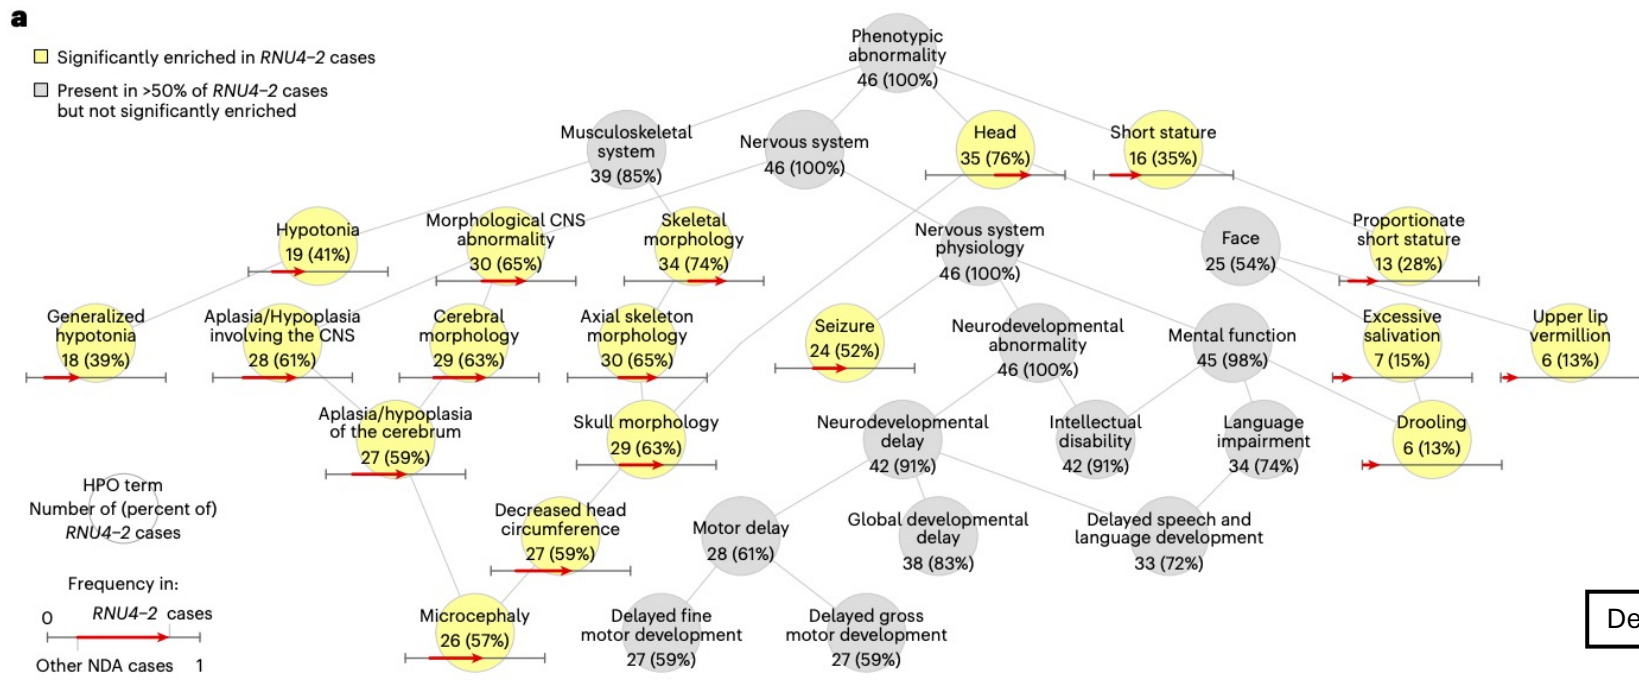 a
Significantly enriched in RNU4-2 cases
Present in >50% of RNU4-2 cases
but not significantly enriched
Phenotypic
abnormality
46 (100%)
Musculoskeletal
system
39 (85%)
Nervous system
46 (100%)
Head
35 (76%)
Short stature
16 (35%)
Hypotonia
19 (41%)
Morphological CNS
abnormality
30 (65%)
Skeletal
morphology
34 (74%)
Nervous system
physiology
46 (100%)
Face
25 (54%)
Proportionate
short stature
13 (28%)
Generalized
hypotonia
18 (39%)
Aplasia/Hypoplasia
involving the CNS
28 (61%)
Cerebral
morphology
29 (63%)
Axial skeleton
morphology
30 (65%)
Seizure
24 (52%)
Neurodevelopmental
abnormality
46 (100%)
Mental function
45 (98%)
Excessive
salivation
7 (15%)
Upper lip
vermillion
6 (13%)
Aplasia/hypoplasia
of the cerebrum
27 (59%)
Skull morphology
29 (63%)
Neurodevelopmental
delay
42 (91%)
Intellectual
disability
42 (91%)
Language
impairment
34 (74%)
Drooling
6 (13%)
HPO term
Number of (percent of)
RNU4-2 cases
Decreased head
circumference
27 (59%)
Motor delay
28 (61%)
Global developmental
delay
38 (83%)
Delayed speech and
language development
33 (72%)
Frequency in:
0
RNU4-2 cases
Other NDA cases 1
Microcephaly
26 (57%)
Delayed fine
motor development
27 (59%)
Delayed gross
motor development
27 (59%)
De